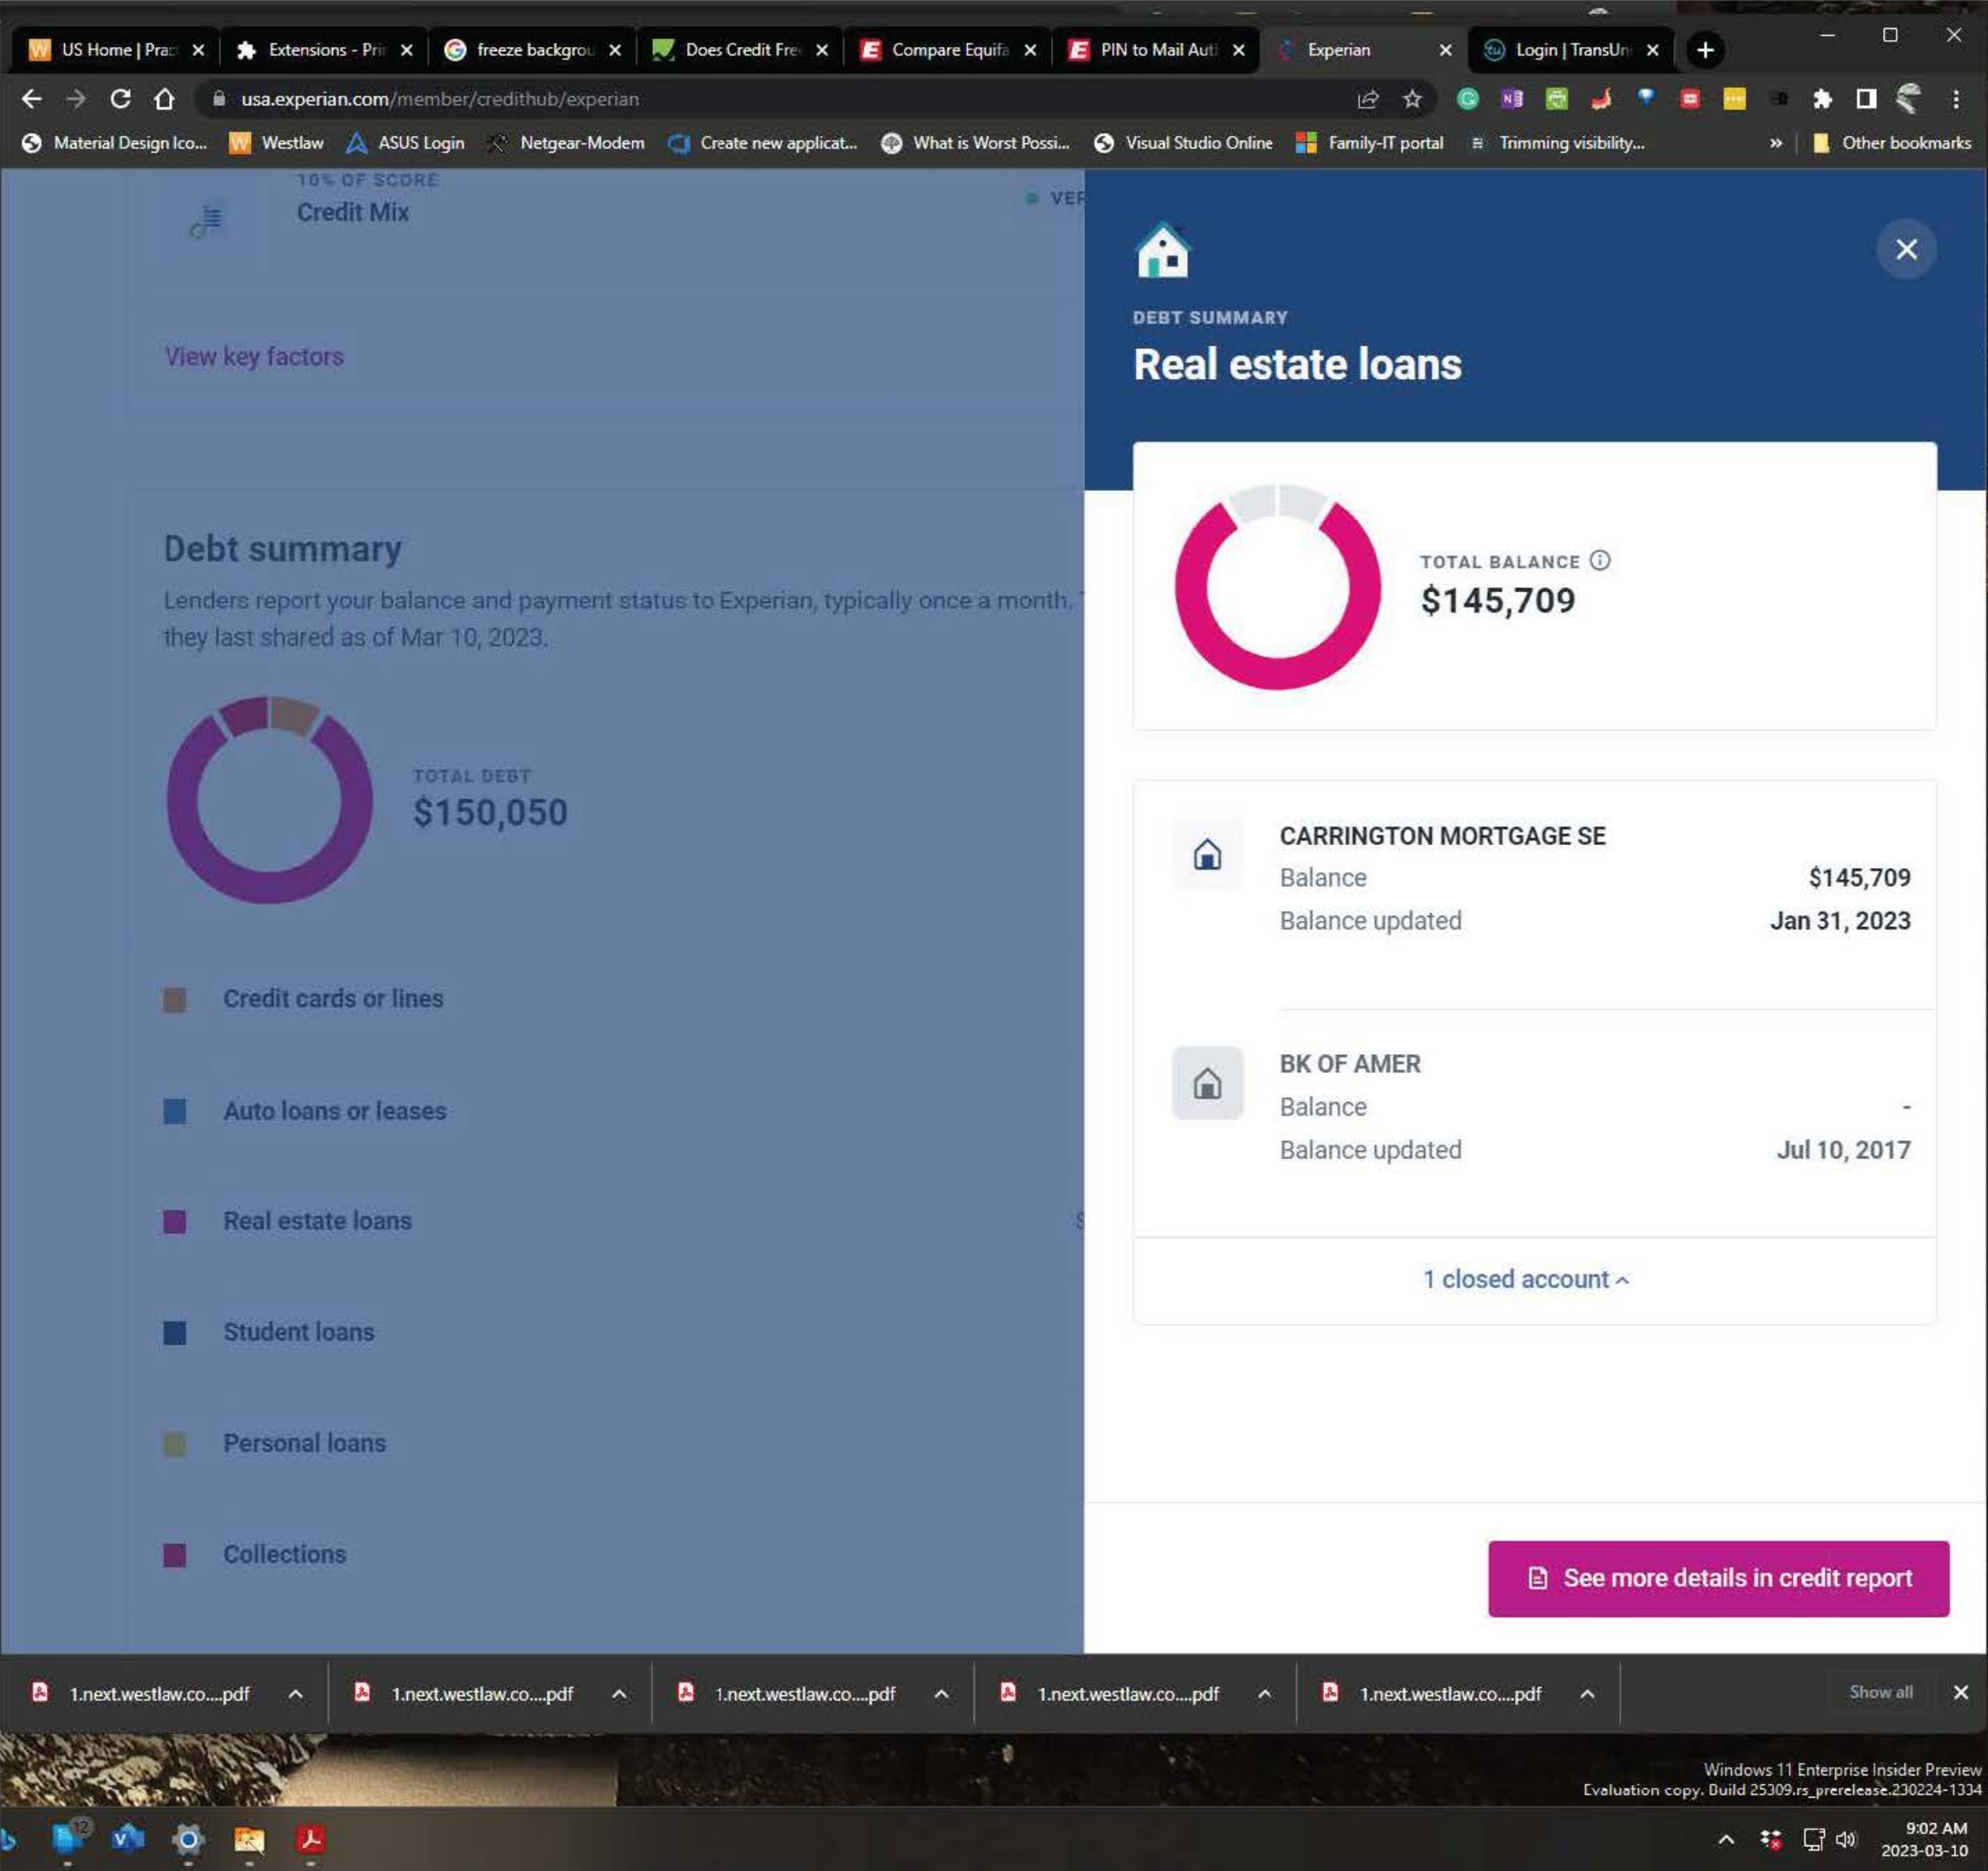 US Home | Prac
Extensions - Prin
freeze backgrou
Does Credit Free
Compare Equifa
PIN to Mail Auth
Experian
Login | TransUni
usa.experian.com/member/credithub/experian
Material Design Ico...
Westlaw
ASUS Login
Netgear-Modem
Create new applicat...
What is Worst Possi...
Visual Studio Online
Family-IT portal
Trimming visibility...
»
Other bookmarks
10% OF SCORE
Credit Mix
VER
View key factors
Debt summary
Lenders report your balance and payment status to Experian, typically once a month.
they last shared as of Mar 10, 2023.
TOTAL DEBT
$150,050
Credit cards or lines
Auto loans or leases
Real estate loans
Student loans
Personal loans
Collections
DEBT SUMMARY
Real estate loans
TOTAL BALANCE
$145,709
CARRINGTON MORTGAGE SE
Balance $145,709
Balance updated Jan 31, 2023
BK OF AMER
Balance -
Balance updated Jul 10, 2017
1 closed account
See more details in credit report
1.next.westlaw.co....pdf
1.next.westlaw.co....pdf
1.next.westlaw.co....pdf
1.next.westlaw.co....pdf
1.next.westlaw.co....pdf
Show all
Windows 11 Enterprise Insider Preview
Evaluation copy. Build 25309.rs_prerelease.230224-1334
12
9:02 AM
2023-03-10